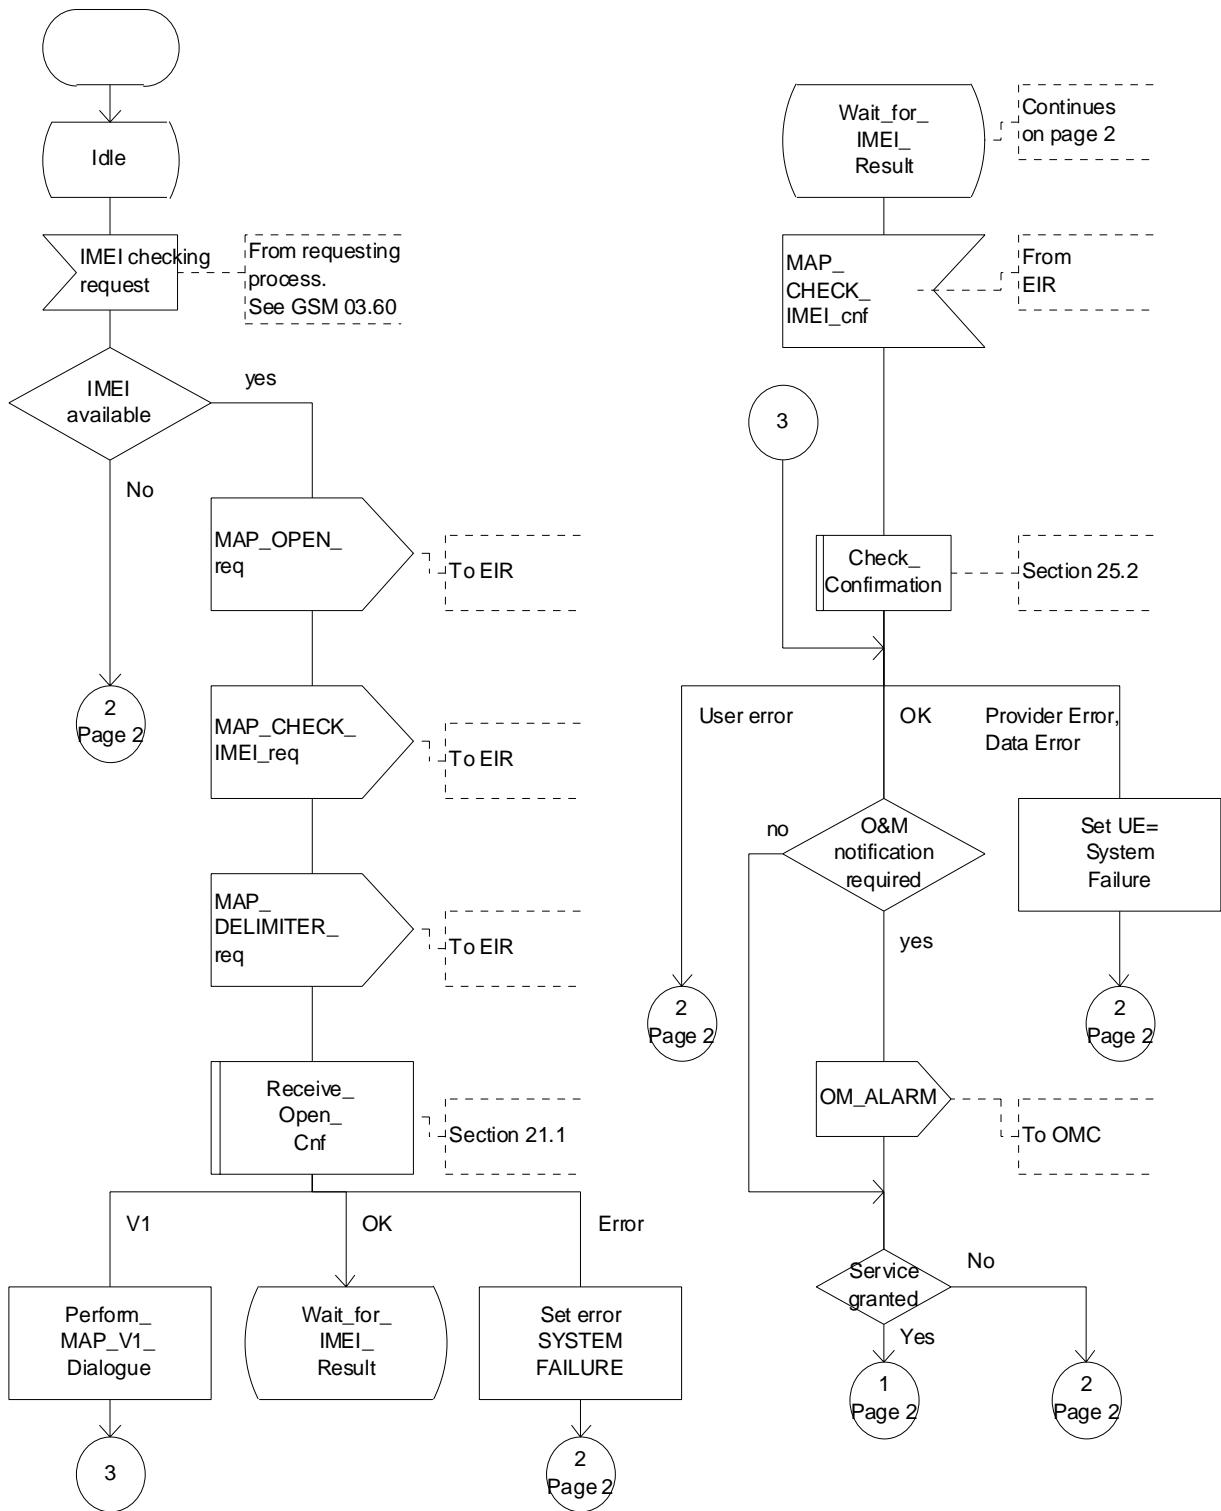 Idle
IMEI checking
request
From requesting
process.
See GSM 03.60
IMEI
available
yes
No
MAP_OPEN_
req
To EIR
2
Page 2
MAP_CHECK_
IMEI_req
To EIR
MAP_
DELIMITER_
req
To EIR
Receive_
Open_
Cnf
Section 21.1
V1
OK
Error
Perform_
MAP_V1_
Dialogue
Wait_for_
IMEI_
Result
Set error
SYSTEM
FAILURE
3
2
Page 2
Wait_for_
IMEI_
Result
Continues
on page 2
MAP_
CHECK_
IMEI_cnf
From
EIR
3
Check_
Confirmation
Section 25.2
User error
OK
Provider Error,
Data Error
no
O&M
notification
required
Set UE=
System
Failure
yes
2
Page 2
2
Page 2
OM_ALARM
To OMC
Service
granted
No
Yes
1
Page 2
2
Page 2